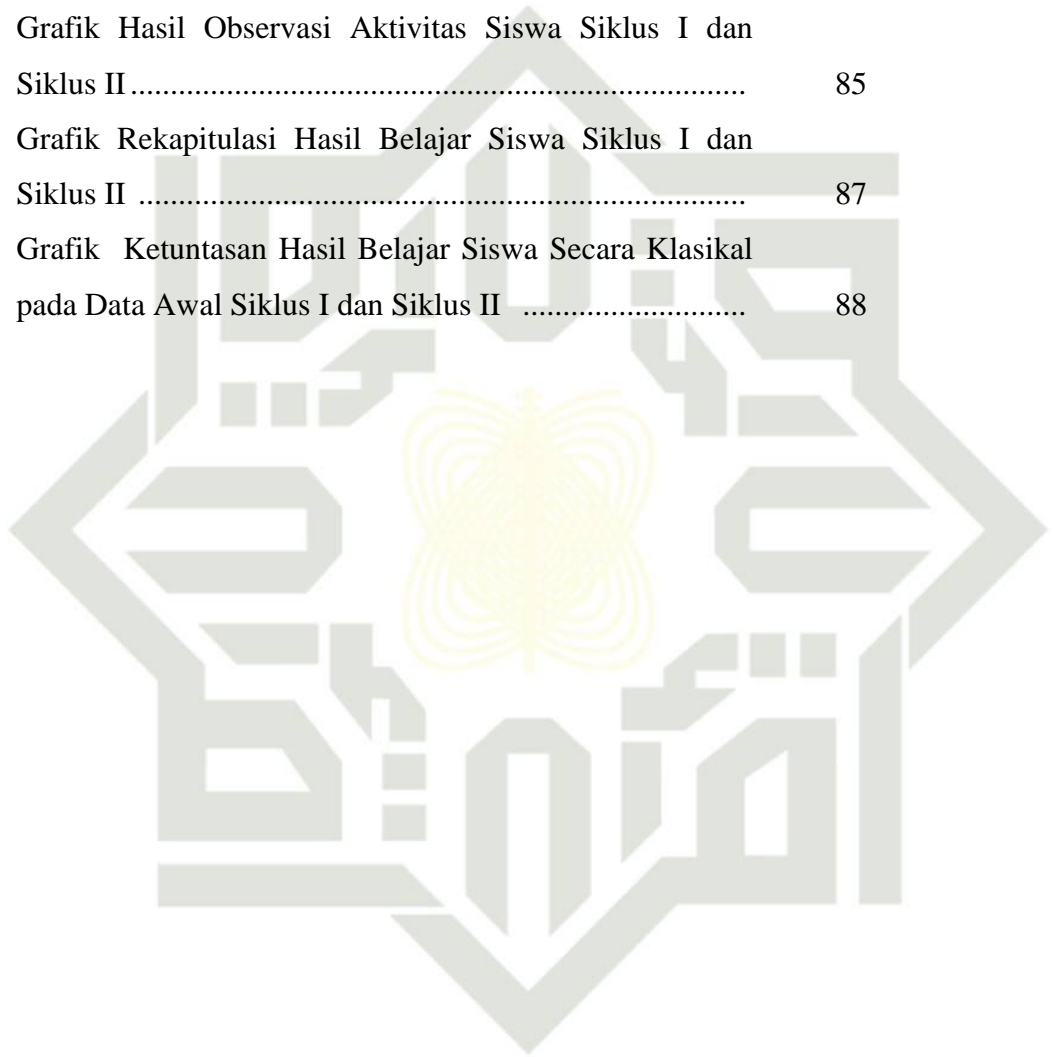 Grafik Hasil Observasi Aktivitas Siswa Siklus I dan
Siklus II ............................................................................. 85
Grafik Rekapitulasi Hasil Belajar Siswa Siklus I dan
Siklus II ............................................................................ 87
Grafik Ketuntasan Hasil Belajar Siswa Secara Klasikal
pada Data Awal Siklus I dan Siklus II ............................ 88